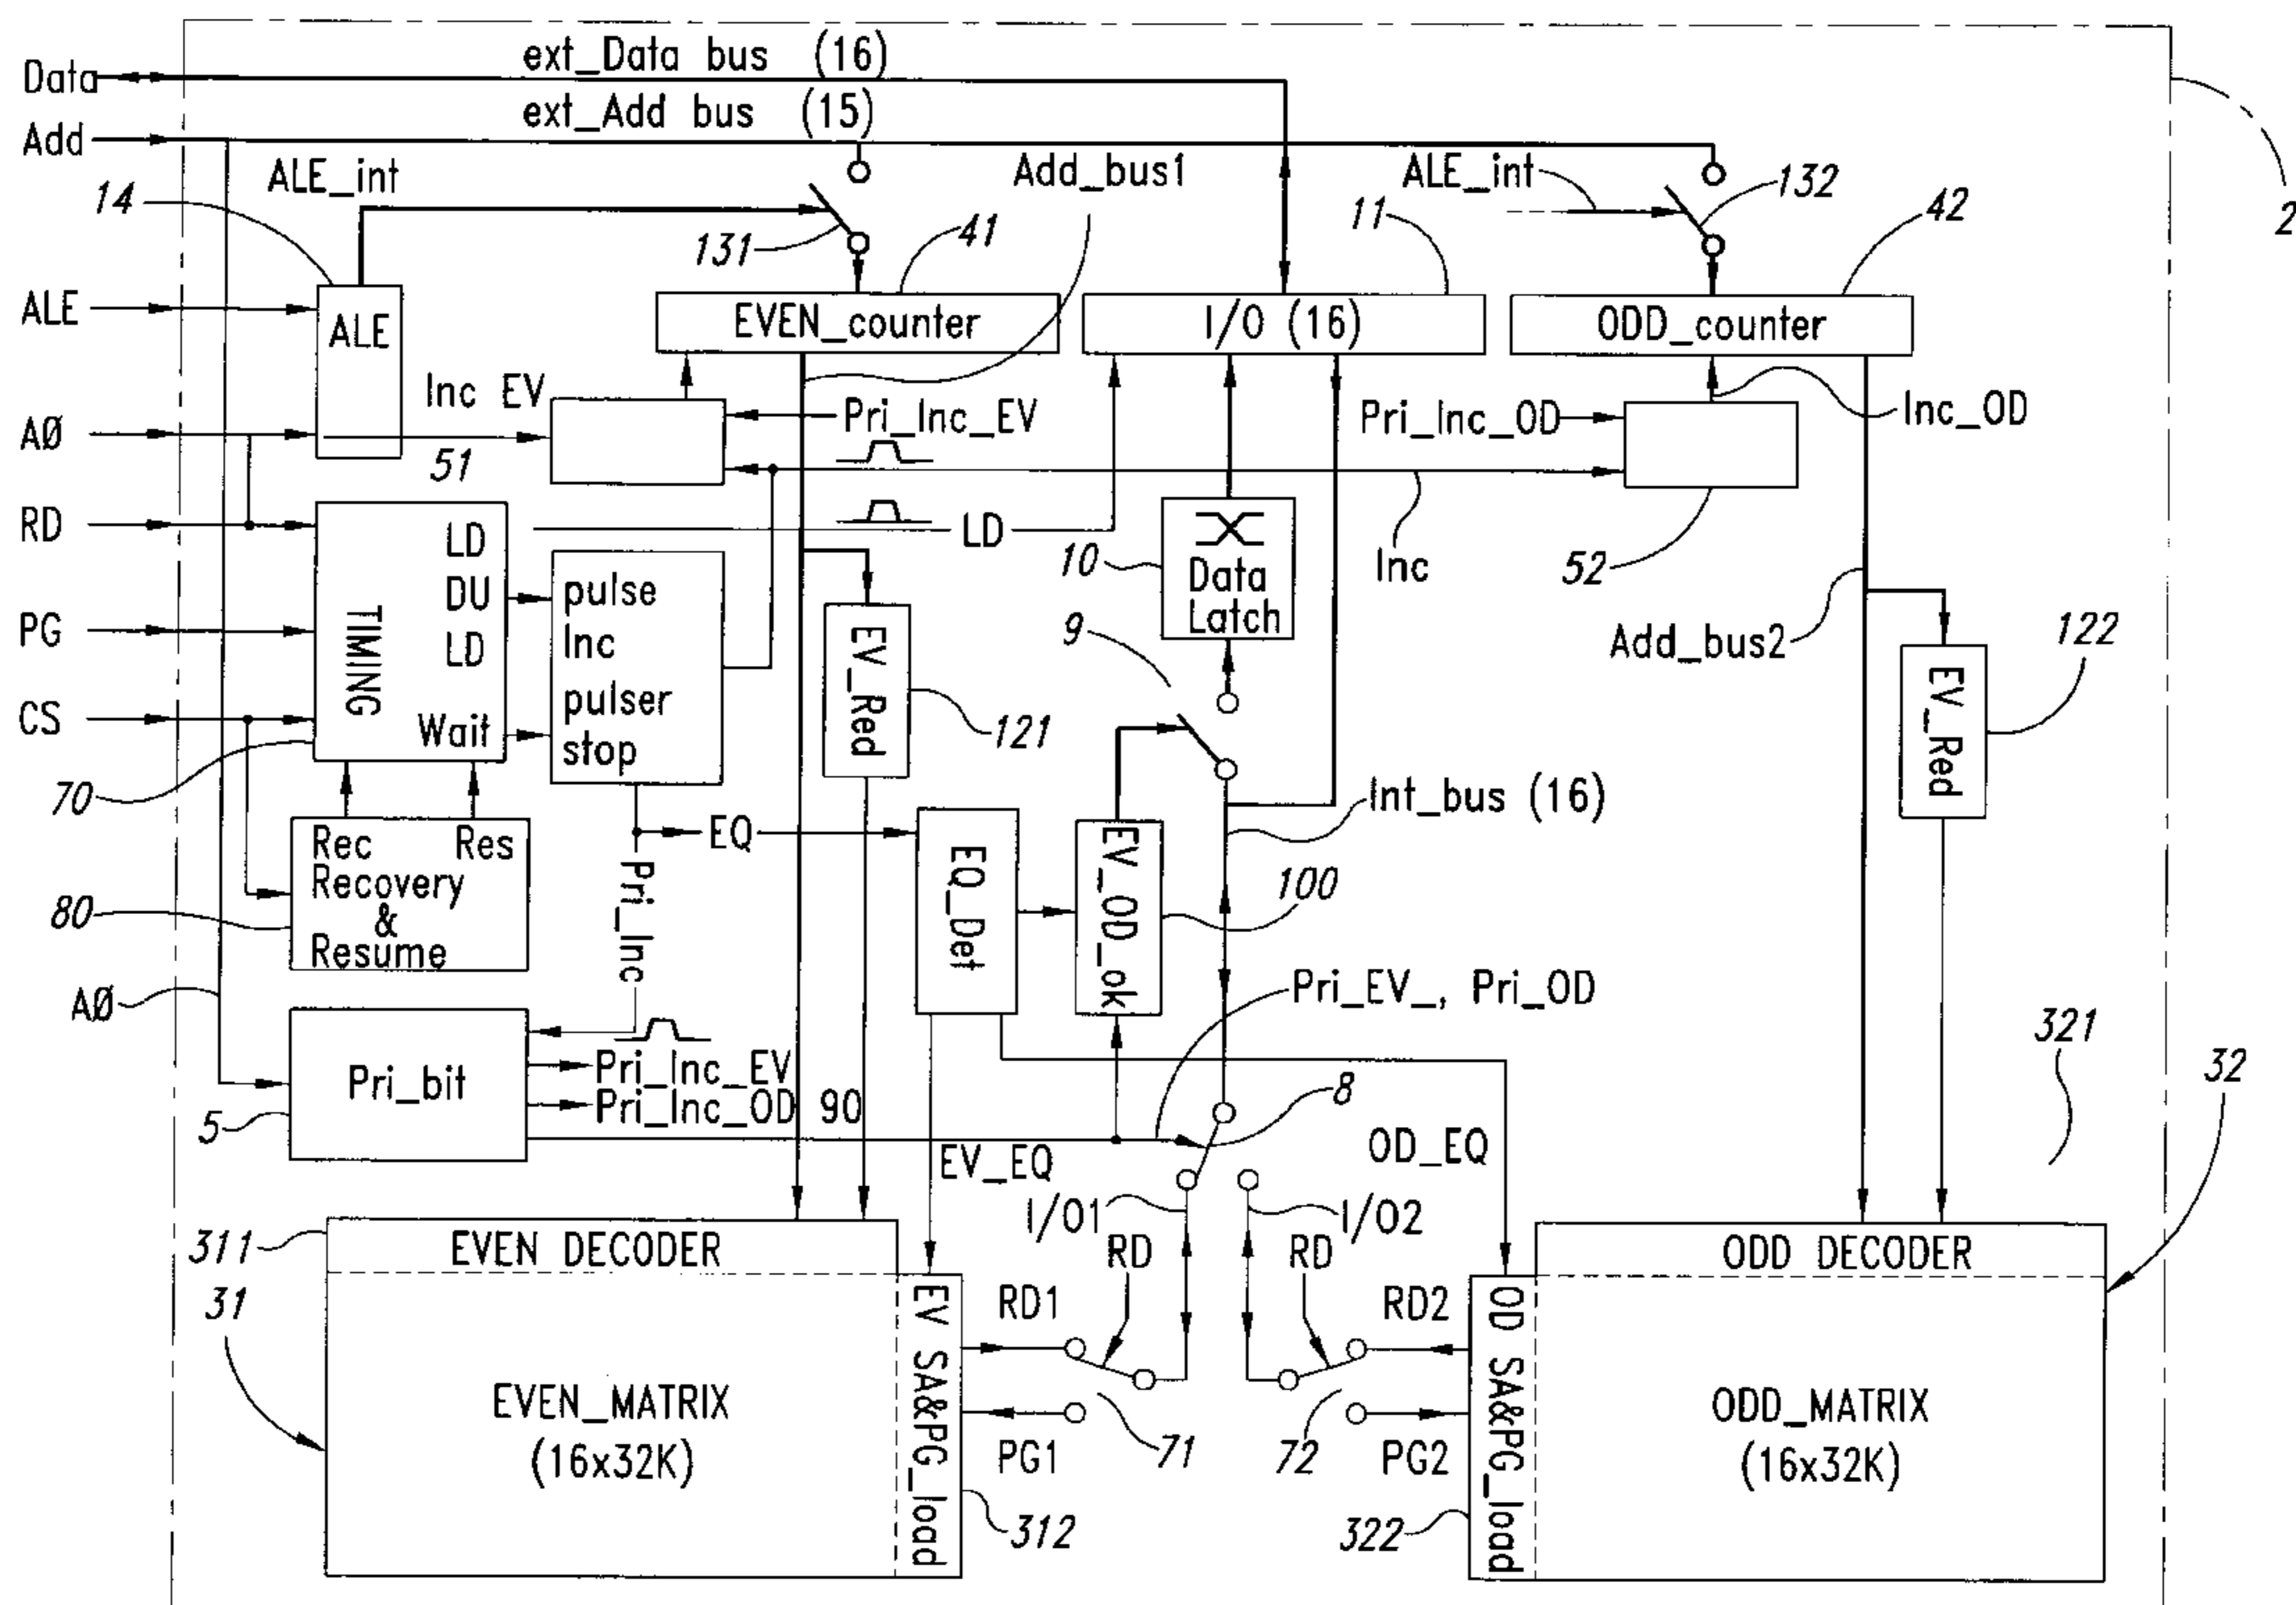 Data
ext_Data bus (16)
Add
ext_Add bus (15)
ALE_int
Add_bus1
ALE_int
132
14
131
41
11
42
2
ALE
ALE
EVEN_counter
I/O (16)
ODD_counter
Inc EV
Pri_Inc_EV
Pri_Inc_OD
Inc_OD
AØ
51
RD
LD
LD
10
Data
Latch
Inc
52
DU
pulse
PG
TIMING
LD
Inc
EV_Red
9
Add_bus2
122
EV_Red
CS
Wait
pulser
stop
121
70
Int_bus (16)
Rec
Res
EQ
Recovery
&
Resume
80
Pri_Inc
EQ_Det
EV_OD_ok
100
AØ
Pri_EV_, Pri_OD
321
Pri_bit
Pri_Inc_EV
Pri_Inc_OD
90
8
32
5
EV_EQ
OD_EQ
I/O1
I/O2
311
EVEN DECODER
RD
RD
ODD DECODER
31
RD1
RD2
EV SA&PG_load
OD SA&PG_load
EVEN_MATRIX
(16x32K)
ODD_MATRIX
(16x32K)
PG1
71
72
PG2
312
322